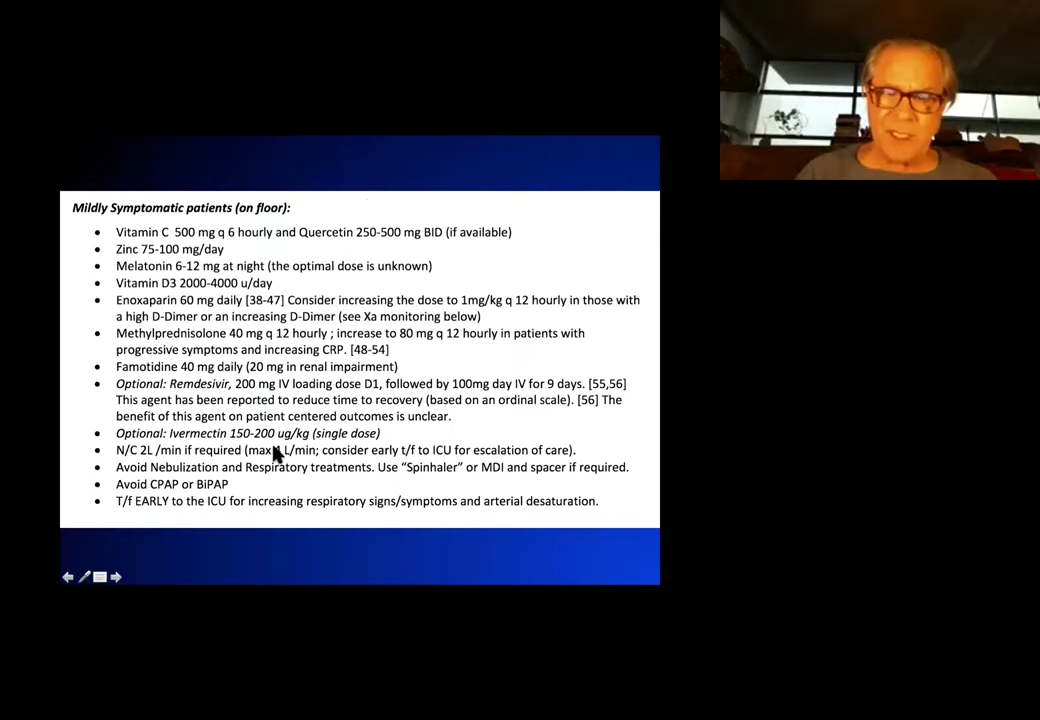 Mildly Symptomatic patients (on floor):
• Vitamin C 500 mg q 6 hourly and Quercetin 250-500 mg BID (if available)
• Zinc 75-100 mg/day
• Melatonin 6-12 mg at night (the optimal dose is unknown)
• Vitamin D3 2000-4000 u/day
• Enoxaparin 60 mg daily [38-47] Consider increasing the dose to 1mg/kg q 12 hourly in those with
a high D-Dimer or an increasing D-Dimer (see Xa monitoring below)
• Methylprednisolone 40 mg q 12 hourly ; increase to 80 mg q 12 hourly in patients with
progressive symptoms and increasing CRP. [48-54]
• Famotidine 40 mg daily (20 mg in renal impairment)
• Optional: Remdesivir, 200 mg IV loading dose D1, followed by 100mg day IV for 9 days. [55,56]
This agent has been reported to reduce time to recovery (based on an ordinal scale). [56] The
benefit of this agent on patient centered outcomes is unclear.
• Optional: Ivermectin 150-200 ug/kg (single dose)
• N/C 2L /min if required (max L/min; consider early t/f to ICU for escalation of care).
• Avoid Nebulization and Respiratory treatments. Use “Spinhaler” or MDI and spacer if required.
• Avoid CPAP or BiPAP
• T/f EARLY to the ICU for increasing respiratory signs/symptoms and arterial desaturation.